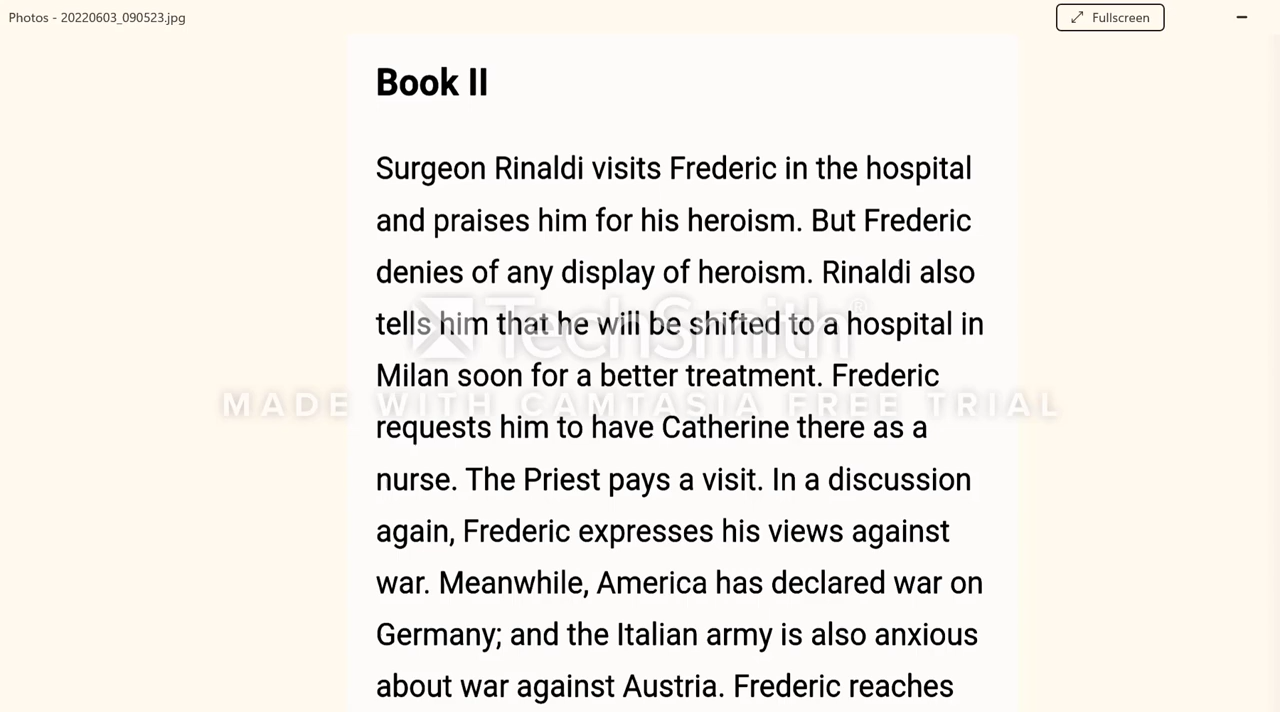 Photos - 20220603_090523.jpg
Fullscreen
Book II
Surgeon Rinaldi visits Frederic in the hospital
and praises him for his heroism. But Frederic
denies of any display of heroism. Rinaldi also
tells him that he will be shifted to a hospital in
TechSmith®
Milan soon for a better treatment. Frederic
MADE WITH CAMTASIA FREE TRIAL
requests him to have Catherine there as a
nurse. The Priest pays a visit. In a discussion
again, Frederic expresses his views against
war. Meanwhile, America has declared war on
Germany; and the Italian army is also anxious
about war against Austria. Frederic reaches